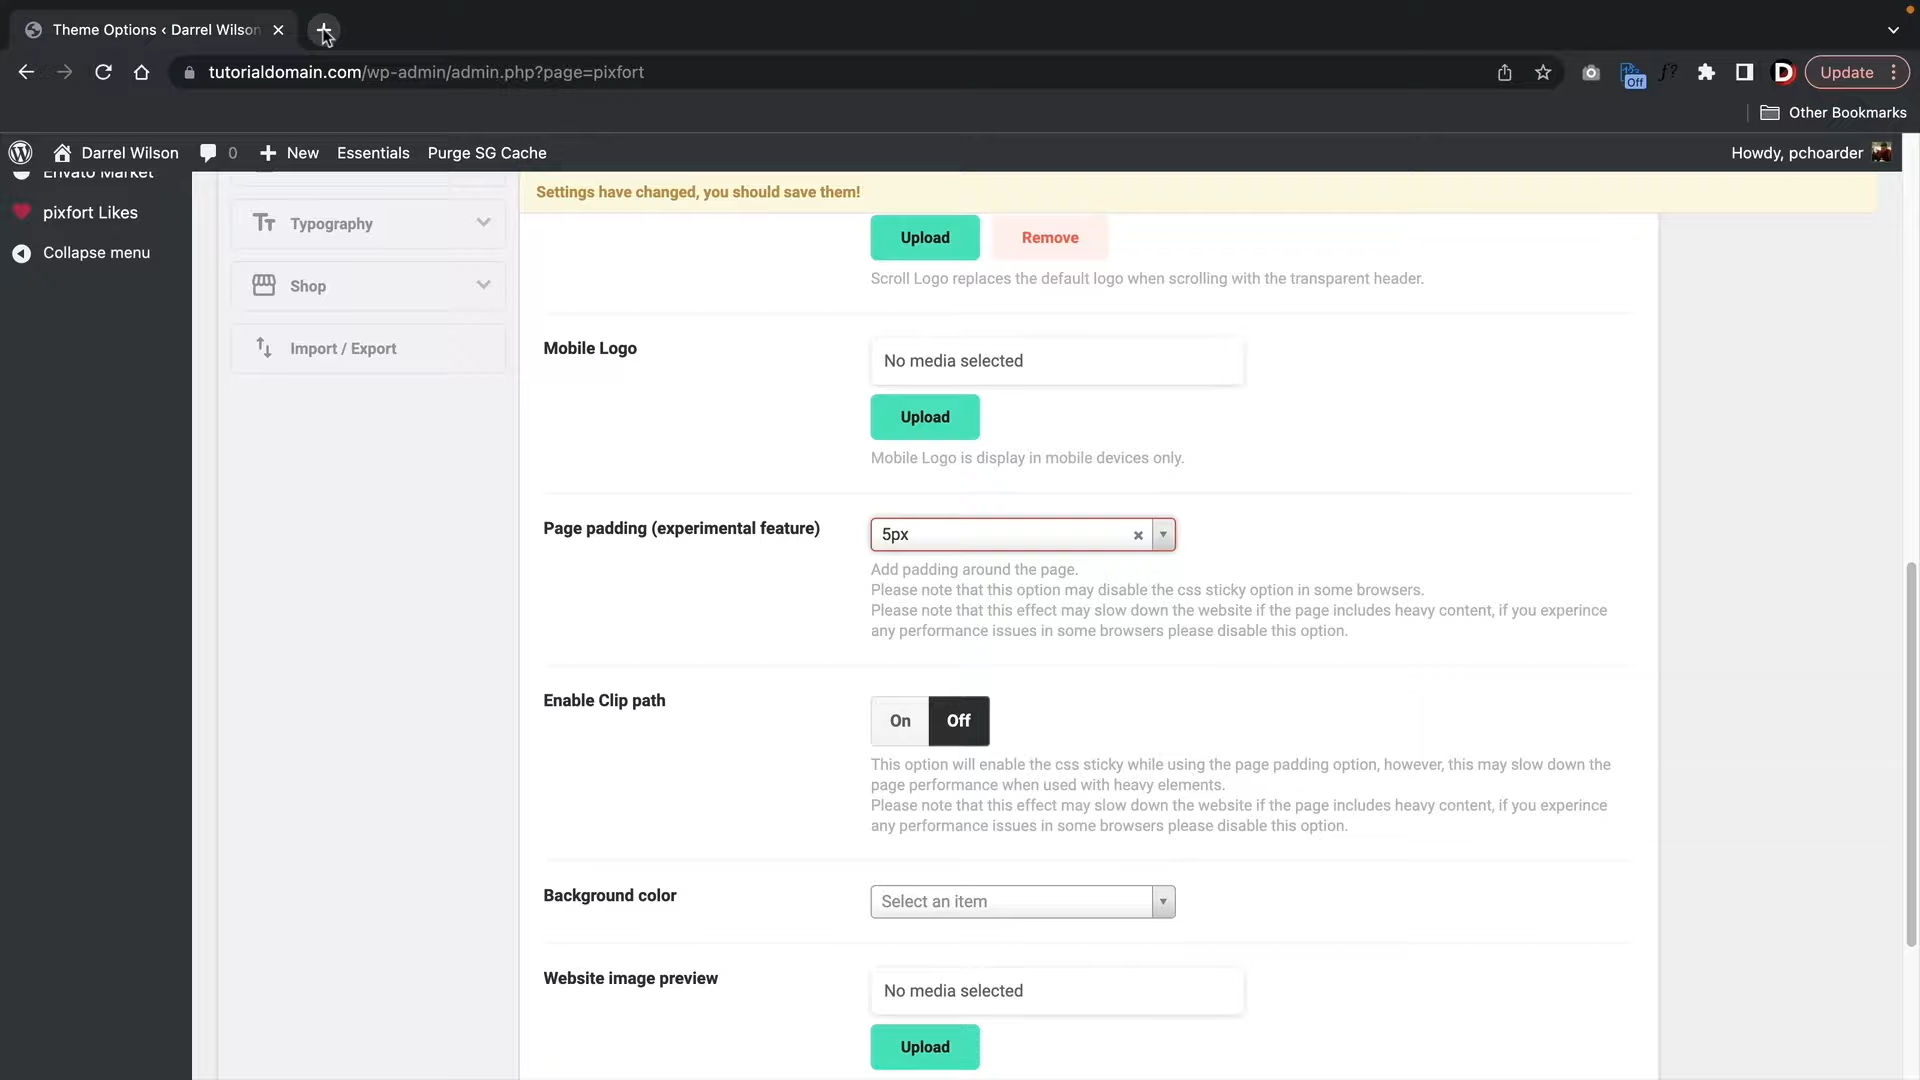 Theme Options ‹ Darrel Wilson
tutorialdomain.com/wp-admin/admin.php?page=pixfort
Off
f?
D
Update
Other Bookmarks
Darrel Wilson
0
New
Essentials
Purge SG Cache
Howdy, pchoarder
Envato Market
pixfort Likes
Collapse menu
Typography
Shop
Import / Export
Settings have changed, you should save them!
Upload
Remove
Scroll Logo replaces the default logo when scrolling with the transparent header.
Mobile Logo
No media selected
Upload
Mobile Logo is display in mobile devices only.
Page padding (experimental feature)
5px
Add padding around the page.
Please note that this option may disable the css sticky option in some browsers.
Please note that this effect may slow down the website if the page includes heavy content, if you experince
any performance issues in some browsers please disable this option.
Enable Clip path
On
Off
This option will enable the css sticky while using the page padding option, however, this may slow down the
page performance when used with heavy elements.
Please note that this effect may slow down the website if the page includes heavy content, if you experince
any performance issues in some browsers please disable this option.
Background color
Select an item
Website image preview
No media selected
Upload